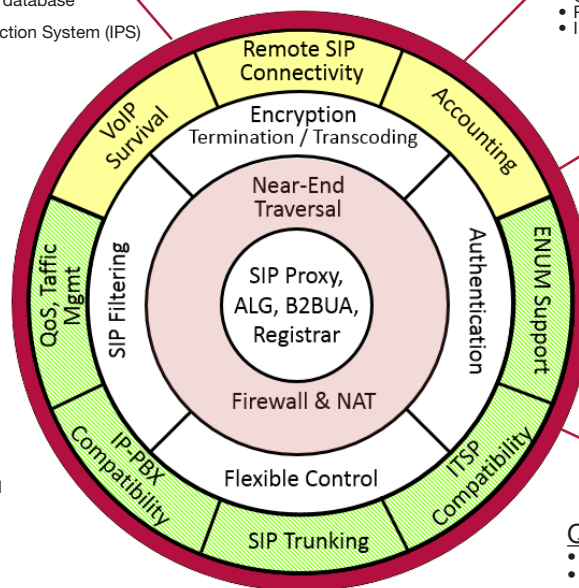 database
ction System (IPS)
Remote SIP
Connectivity
VoIP
Survival
Accounting
Encryption
Termination / Transcoding
Near-End
Traversal
QoS, Taffic
Mgmt
SIP Filtering
SIP Proxy,
ALG, B2BUA,
Registrar
Authentication
ENUM Support
Firewall & NAT
IP-PBX
Compatibility
Flexible Control
ITSP
Compatibility
SIP Trunking